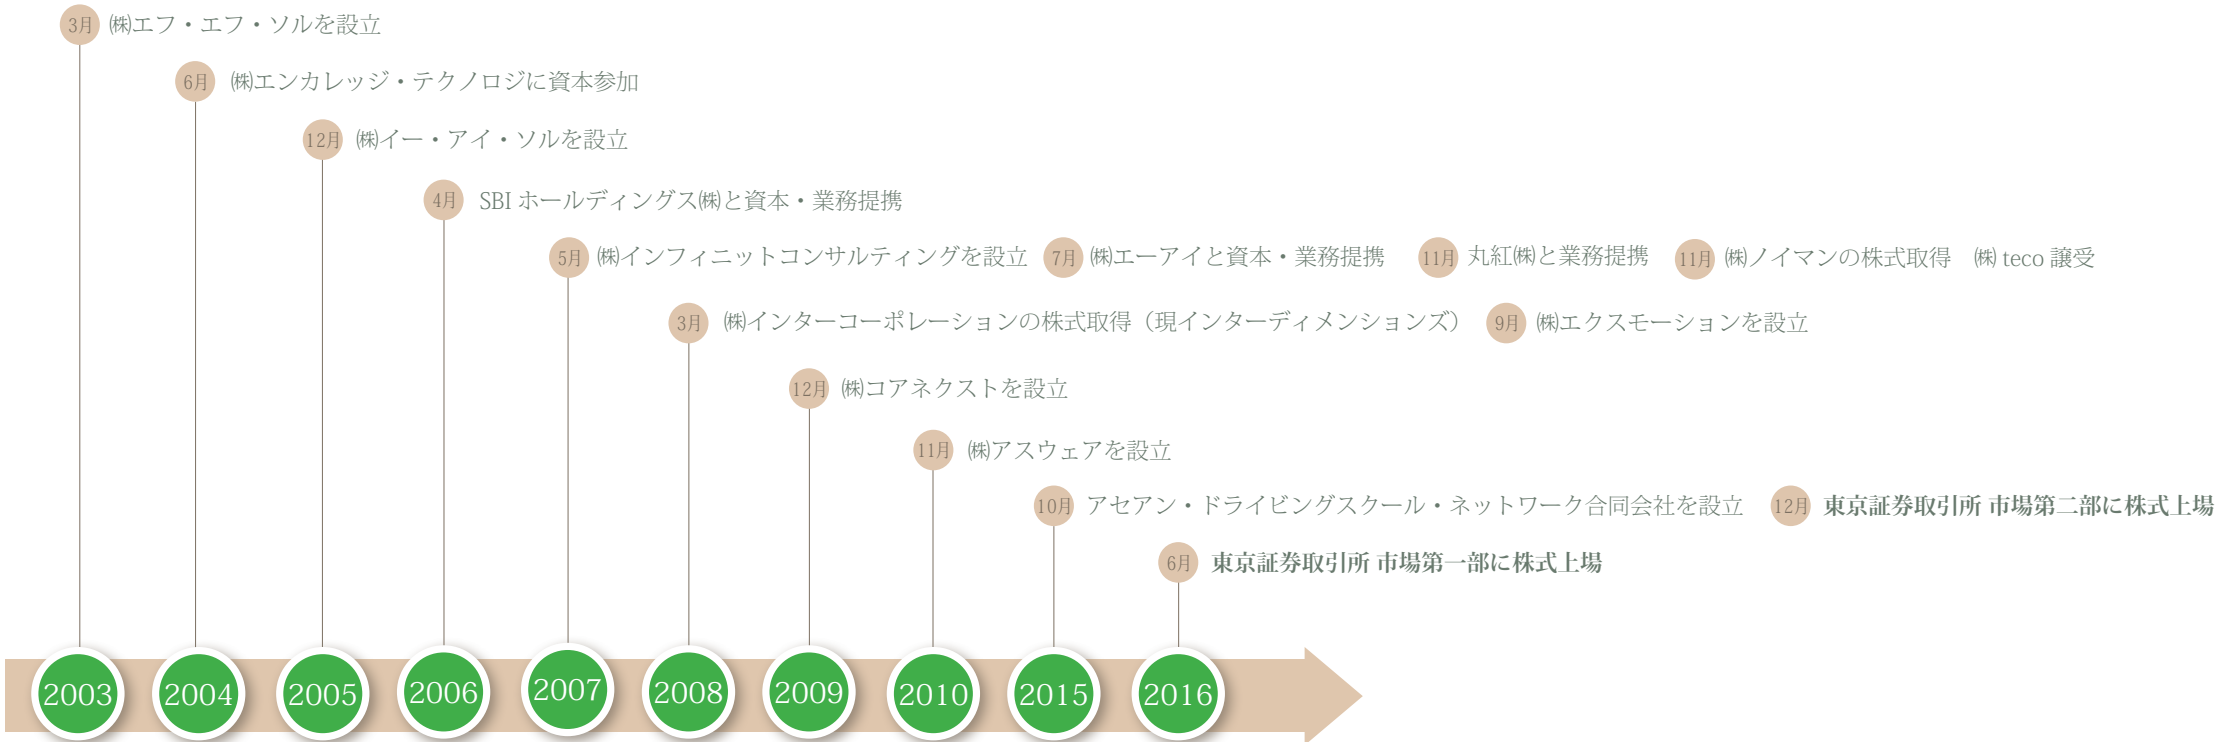 3月 ㈱エフ・エフ・ソルを設立
6月 ㈱エンカレッジ・テクノロジに資本参加
12月 ㈱イー・アイ・ソルを設立
4月 SBI ホールディングス㈱と資本・業務提携
5月 ㈱インフィニットコンサルティングを設立 7月 ㈱エーアイと資本・業務提携 11月 丸紅㈱と業務提携 11月 ㈱ノイマンの株式取得　㈱ teco 譲受
3月 ㈱インターコーポレーションの株式取得（現インターディメンションズ） 9月 ㈱エクスモーションを設立
12月 ㈱コアネクストを設立
11月 ㈱アスウェアを設立
10月 アセアン・ドライビングスクール・ネットワーク合同会社を設立 12月 東京証券取引所 市場第二部に株式上場
6月 東京証券取引所 市場第一部に株式上場
2003 2004 2005 2006 2007 2008 2009 2010 2015 2016